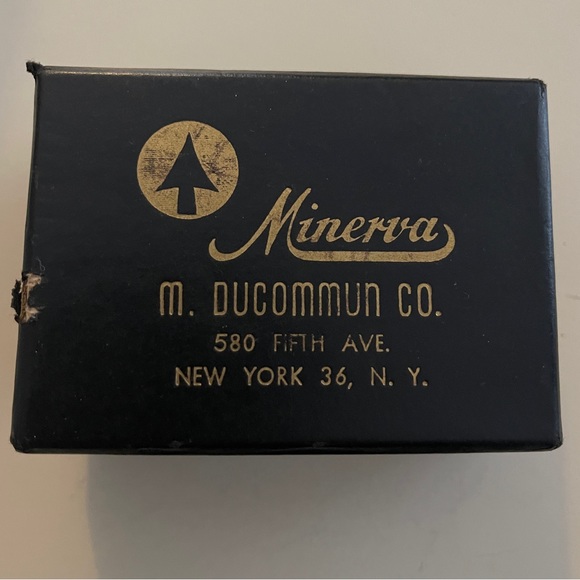 Minerva
M. DUCOMMUN CO.
580 FIFTH AVE.
NEW YORK 36, N. Y.